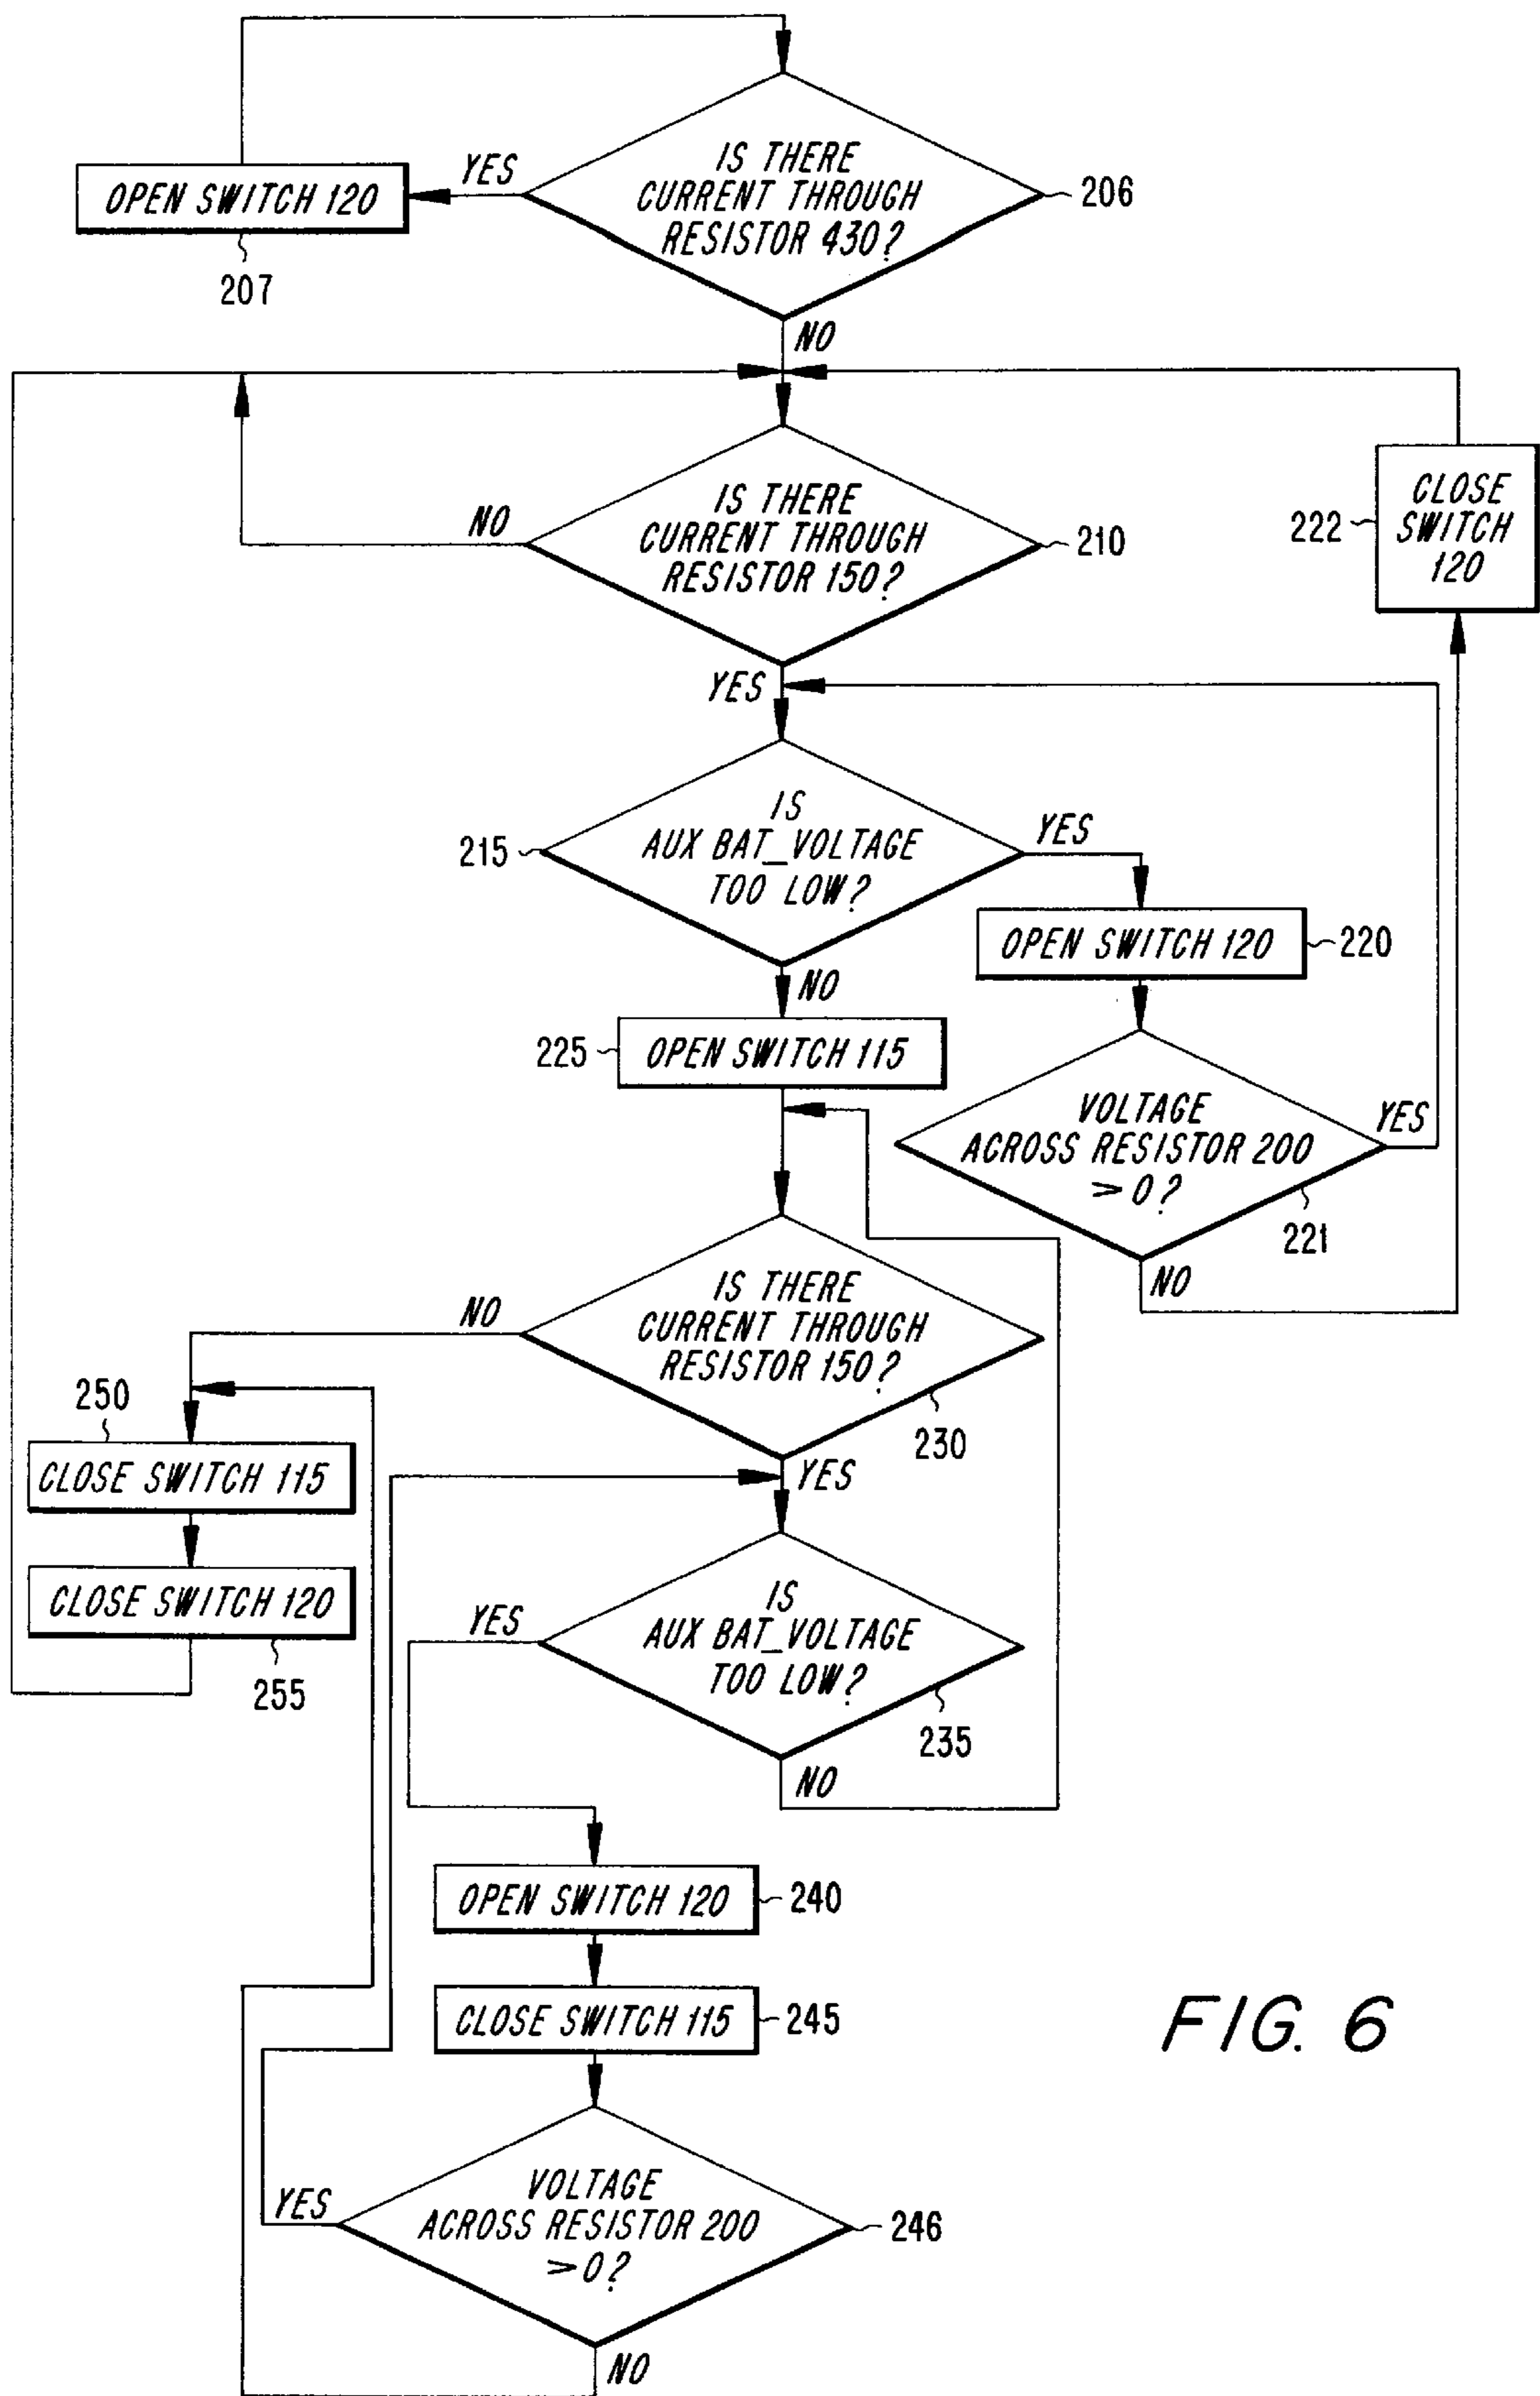 IS THERE
CURRENT THROUGH
RESISTOR 430?
206
YES
OPEN SWITCH 120
207
NO
IS THERE
CURRENT THROUGH
RESISTOR 150?
210
NO
CLOSE
SWITCH
120
222
YES
IS
AUX BAT_VOLTAGE
TOO LOW?
215
YES
OPEN SWITCH 120
220
NO
OPEN SWITCH 115
225
VOLTAGE
ACROSS RESISTOR 200
>0?
YES
221
NO
IS THERE
CURRENT THROUGH
RESISTOR 150?
NO
230
250
CLOSE SWITCH 115
YES
CLOSE SWITCH 120
255
IS
AUX BAT_VOLTAGE
TOO LOW?
YES
235
NO
OPEN SWITCH 120
240
CLOSE SWITCH 115
245
VOLTAGE
ACROSS RESISTOR 200
>0?
YES
246
NO
FIG. 6